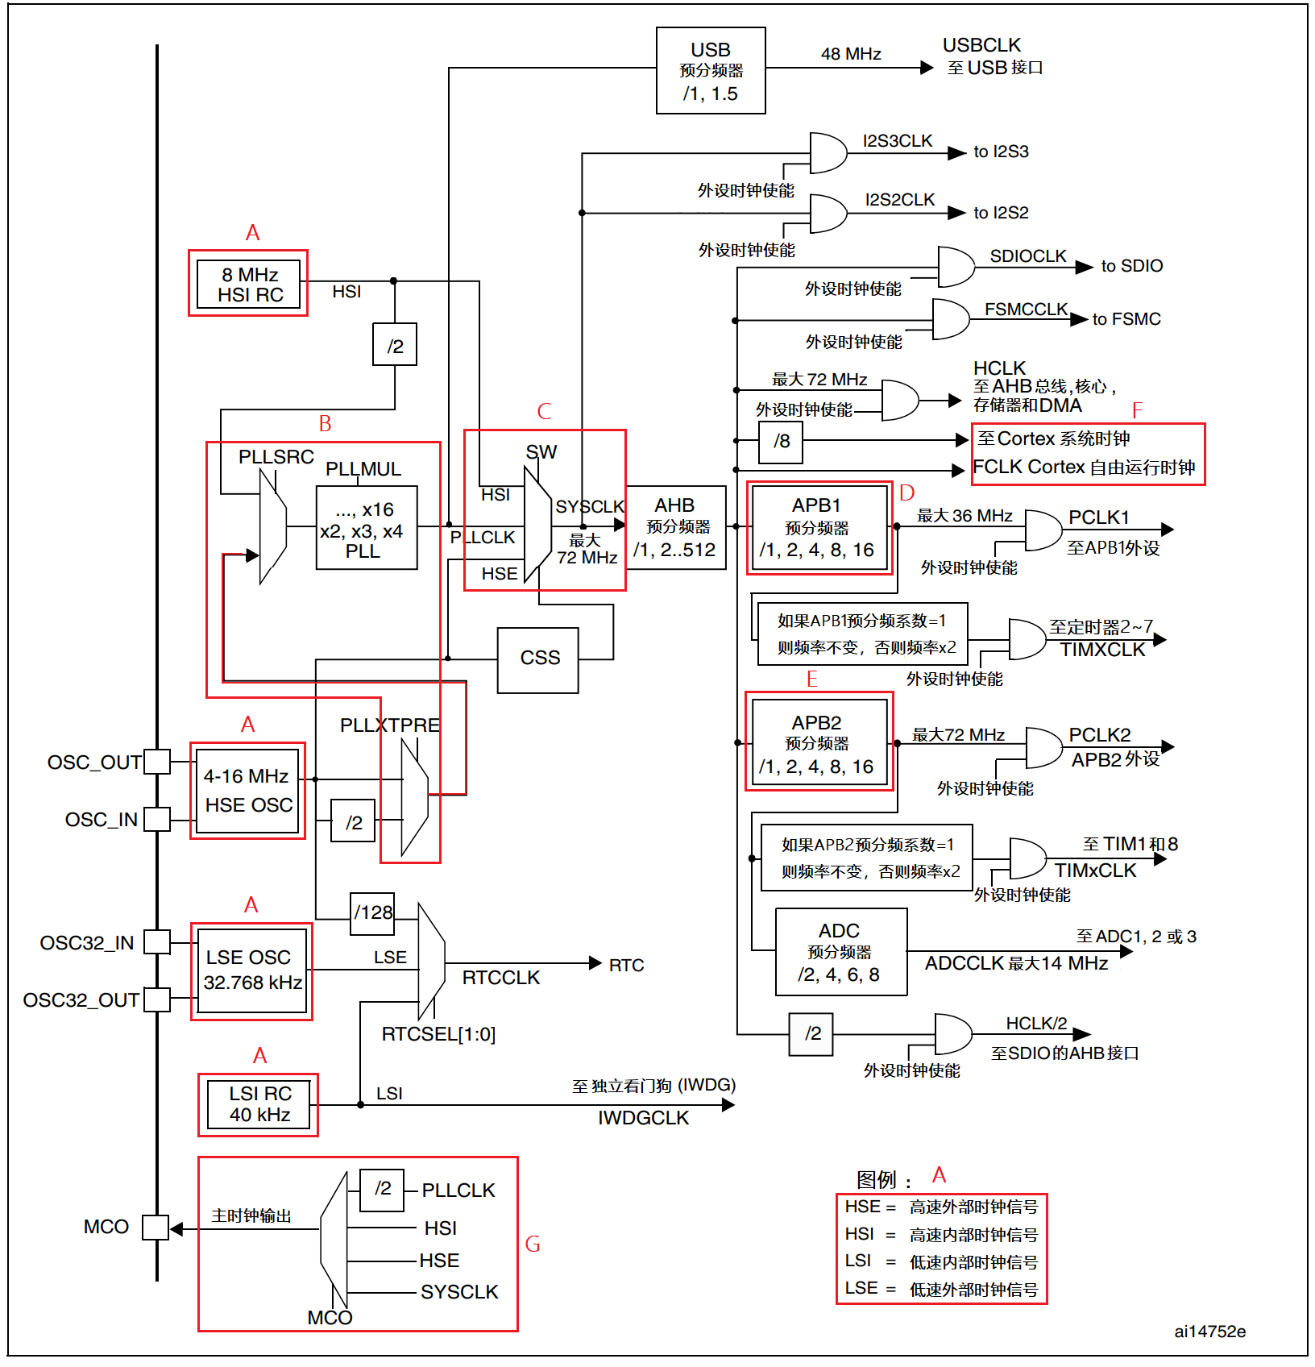 USB
预分频器
/1, 1.5
48 MHz
USBCLK
至 USB 接口
I2S3CLK
to I2S3
外设时钟使能
I2S2CLK
to I2S2
外设时钟使能
A
8 MHz
HSI RC
HSI
/2
SDIOCLK
to SDIO
外设时钟使能
FSMCCLK
to FSMC
外设时钟使能
最大 72 MHz
外设时钟使能
HCLK
至 AHB 总线,核心 ,
存储器和 DMA
F
/8
至 Cortex 系统时钟
FCLK Cortex 自由运行时钟
B
PLLSRC
PLLMUL
..., x16
x2, x3, x4
PLL
C
SW
HSI
PLLCLK
HSE
SYSCLK
最大
72 MHz
AHB
预分频器
/1, 2..512
D
APB1
预分频器
/1, 2, 4, 8, 16
最大 36 MHz
外设时钟使能
PCLK1
至APB1外设
如果APB1预分频系数=1
则频率不变，否则频率x2
至定时器2~7
TIMXCLK
外设时钟使能
CSS
E
APB2
预分频器
/1, 2, 4, 8, 16
最大72 MHz
外设时钟使能
PCLK2
APB2 外设
如果APB2预分频系数=1
则频率不变，否则频率x2
至 TIM1 和 8
TIMxCLK
外设时钟使能
ADC
预分频器
/2, 4, 6, 8
至 ADC1, 2 或 3
ADCCLK 最大14 MHz
/2
外设时钟使能
HCLK/2
至SDIO的AHB 接口
PLLXTPRE
A
OSC_OUT
OSC_IN
4-16 MHz
HSE OSC
/2
A
OSC32_IN
OSC32_OUT
LSE OSC
32.768 kHz
/128
LSE
RTCCLK
RTC
RTCSEL[1:0]
A
LSI RC
40 kHz
LSI
至 独立看门狗 (IWDG)
IWDGCLK
MCO
主时钟输出
/2
PLLCLK
HSI
HSE
SYSCLK
MCO
G
图例 ： A
HSE = 高速外部时钟信号
HSI = 高速内部时钟信号
LSI = 低速内部时钟信号
LSE = 低速外部时钟信号
ai14752e